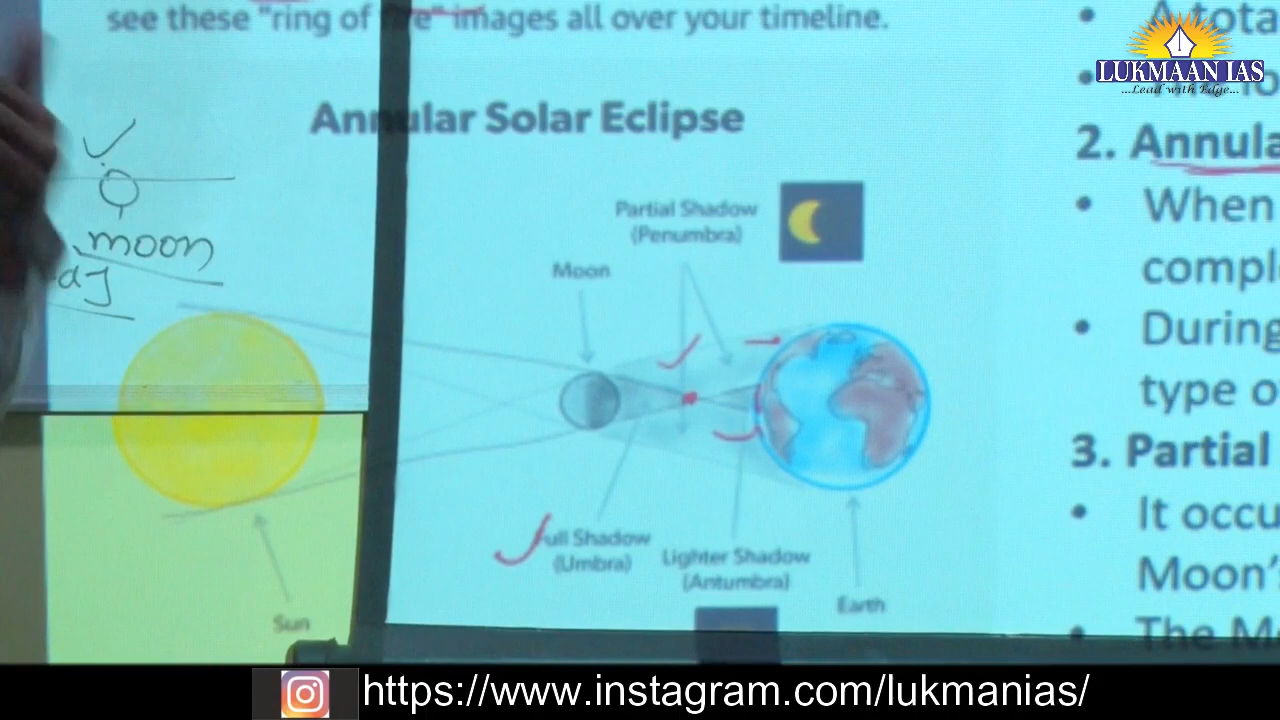 see these "ring of fire" images all over your timeline.
Annular Solar Eclipse
moon
Partial Shadow
(Penumbra)
Moon
Full Shadow
(Umbra)
Lighter Shadow
(Antumbra)
Earth
Sun
A tota
2. Annula
When
compl
During
type o
3. Partial
It occu
Moon'
The M
LUKMAAN IAS
...Lead with Edge...
https://www.instagram.com/lukmanias/